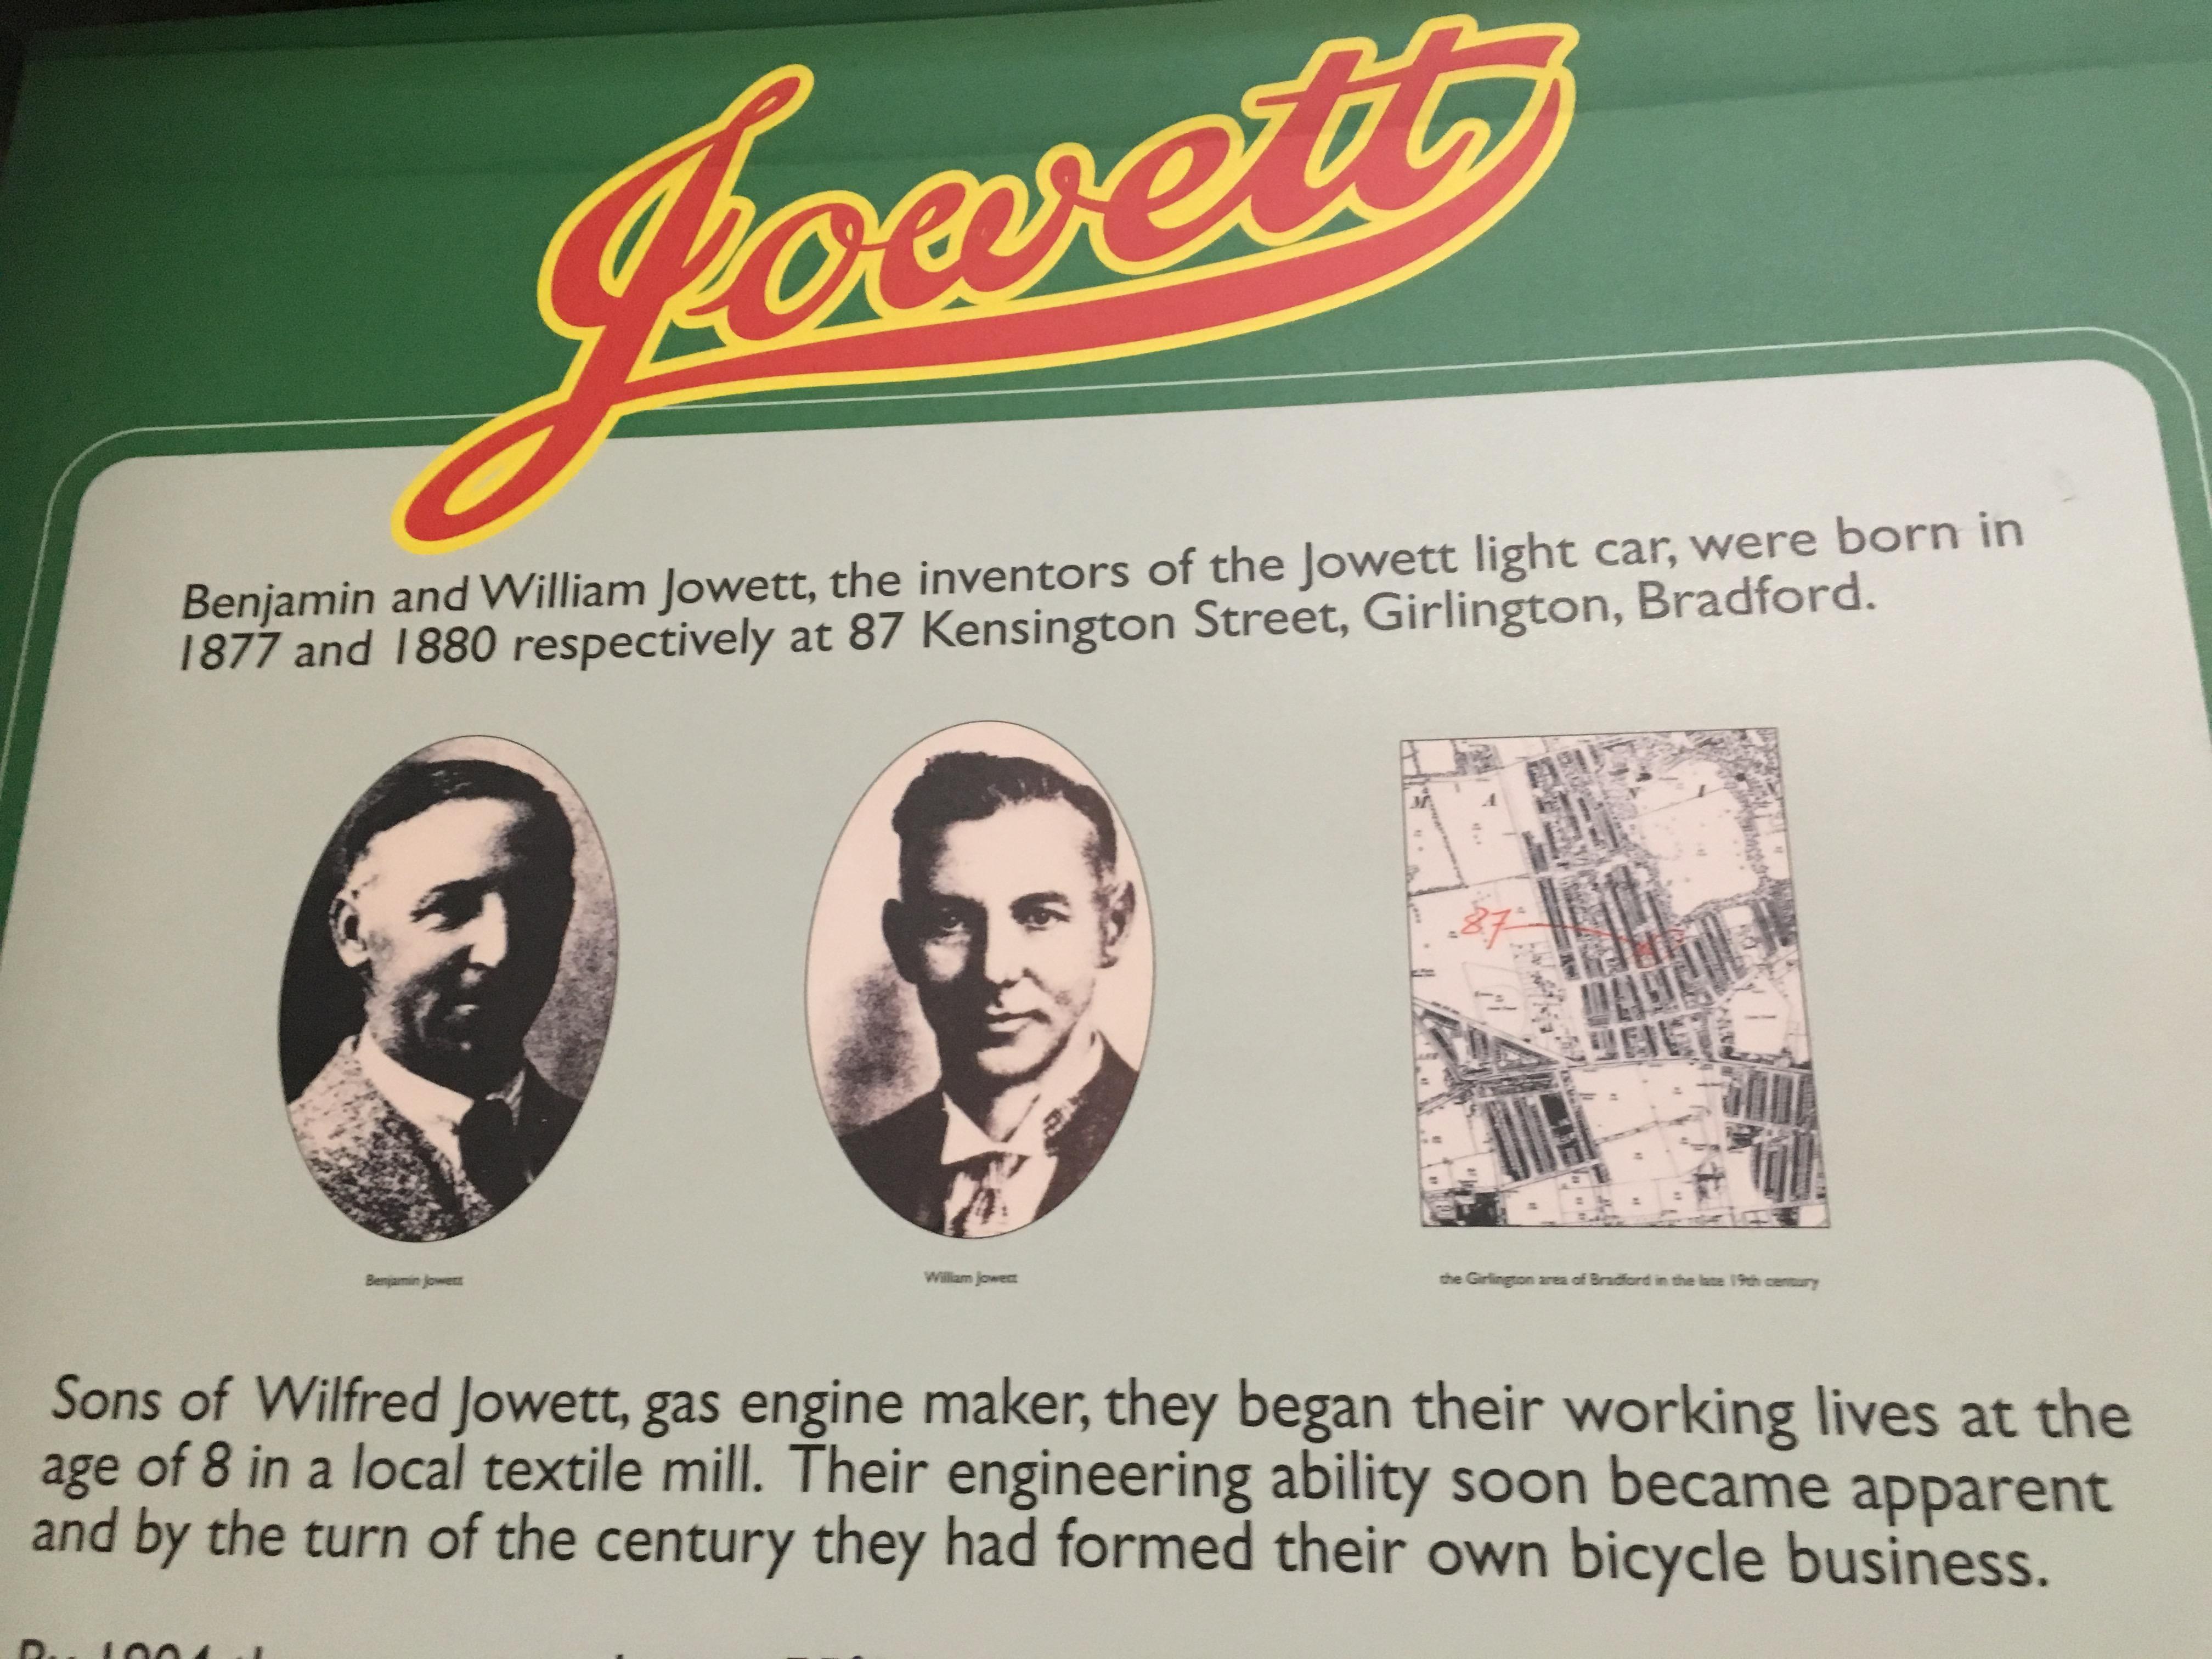 Jowett
Benjamin and William Jowett, the inventors of the Jowett light car, were born in
1877 and 1880 respectively at 87 Kensington Street, Girlington, Bradford.
87
Benjamin Jowett
William Jowett
the Girlington area of Bradford in the late 19th century
Sons of Wilfred Jowett, gas engine maker, they began their working lives at the
age of 8 in a local textile mill. Their engineering ability soon became apparent
and by the turn of the century they had formed their own bicycle business.
By 1904